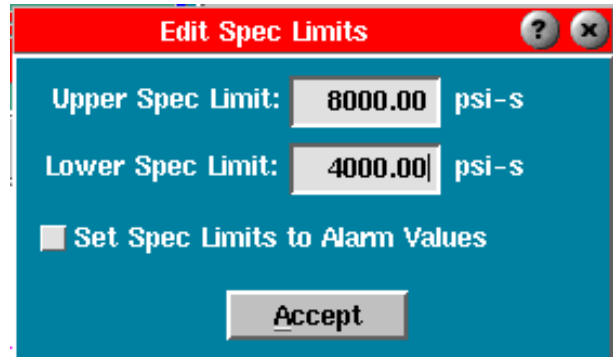 Edit Spec Limits ? x
Upper Spec Limit: 8000.00 psi-s
Lower Spec Limit: 4000.00 psi-s
Set Spec Limits to Alarm Values
Accept